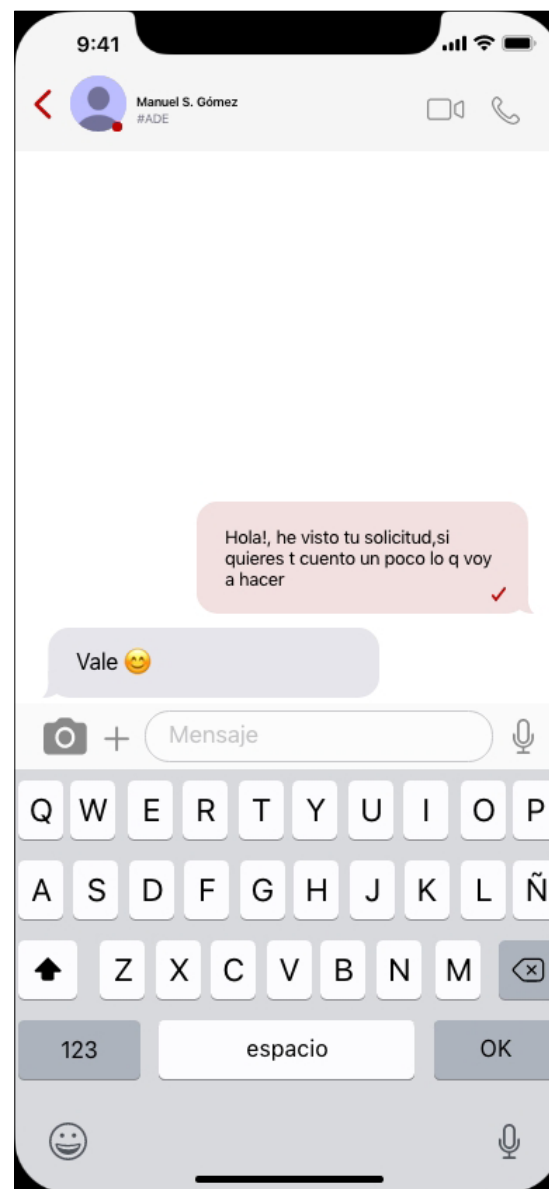 9:41
Manuel S. Gómez
#ADE
Hola!, he visto tu solicitud,si
quieres t cuento un poco lo q voy
a hacer
Vale 😊
Mensaje
Q W E R T Y U I O P
A S D F G H J K L Ñ
Z X C V B N M
123 espacio OK